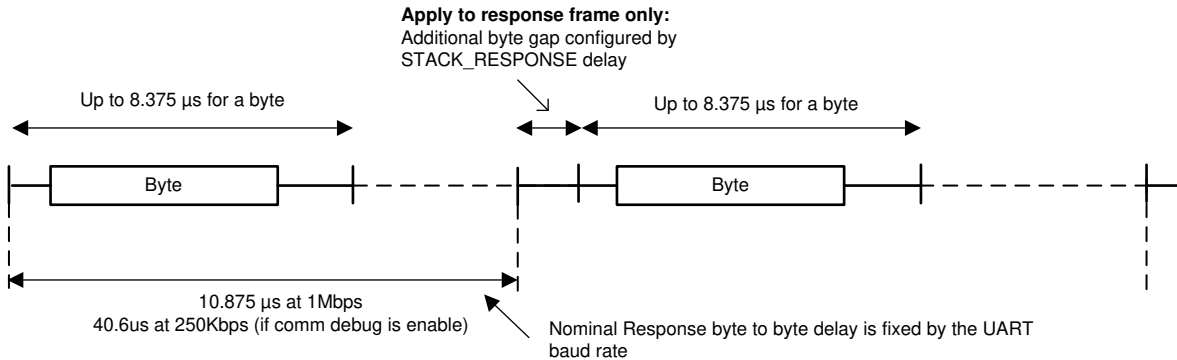 Apply to response frame only:
Additional byte gap configured by
STACK_RESPONSE delay
Up to 8.375 µs for a byte
Up to 8.375 µs for a byte
Byte
Byte
10.875 µs at 1Mbps
40.6us at 250Kbps (if comm debug is enable)
Nominal Response byte to byte delay is fixed by the UART
baud rate